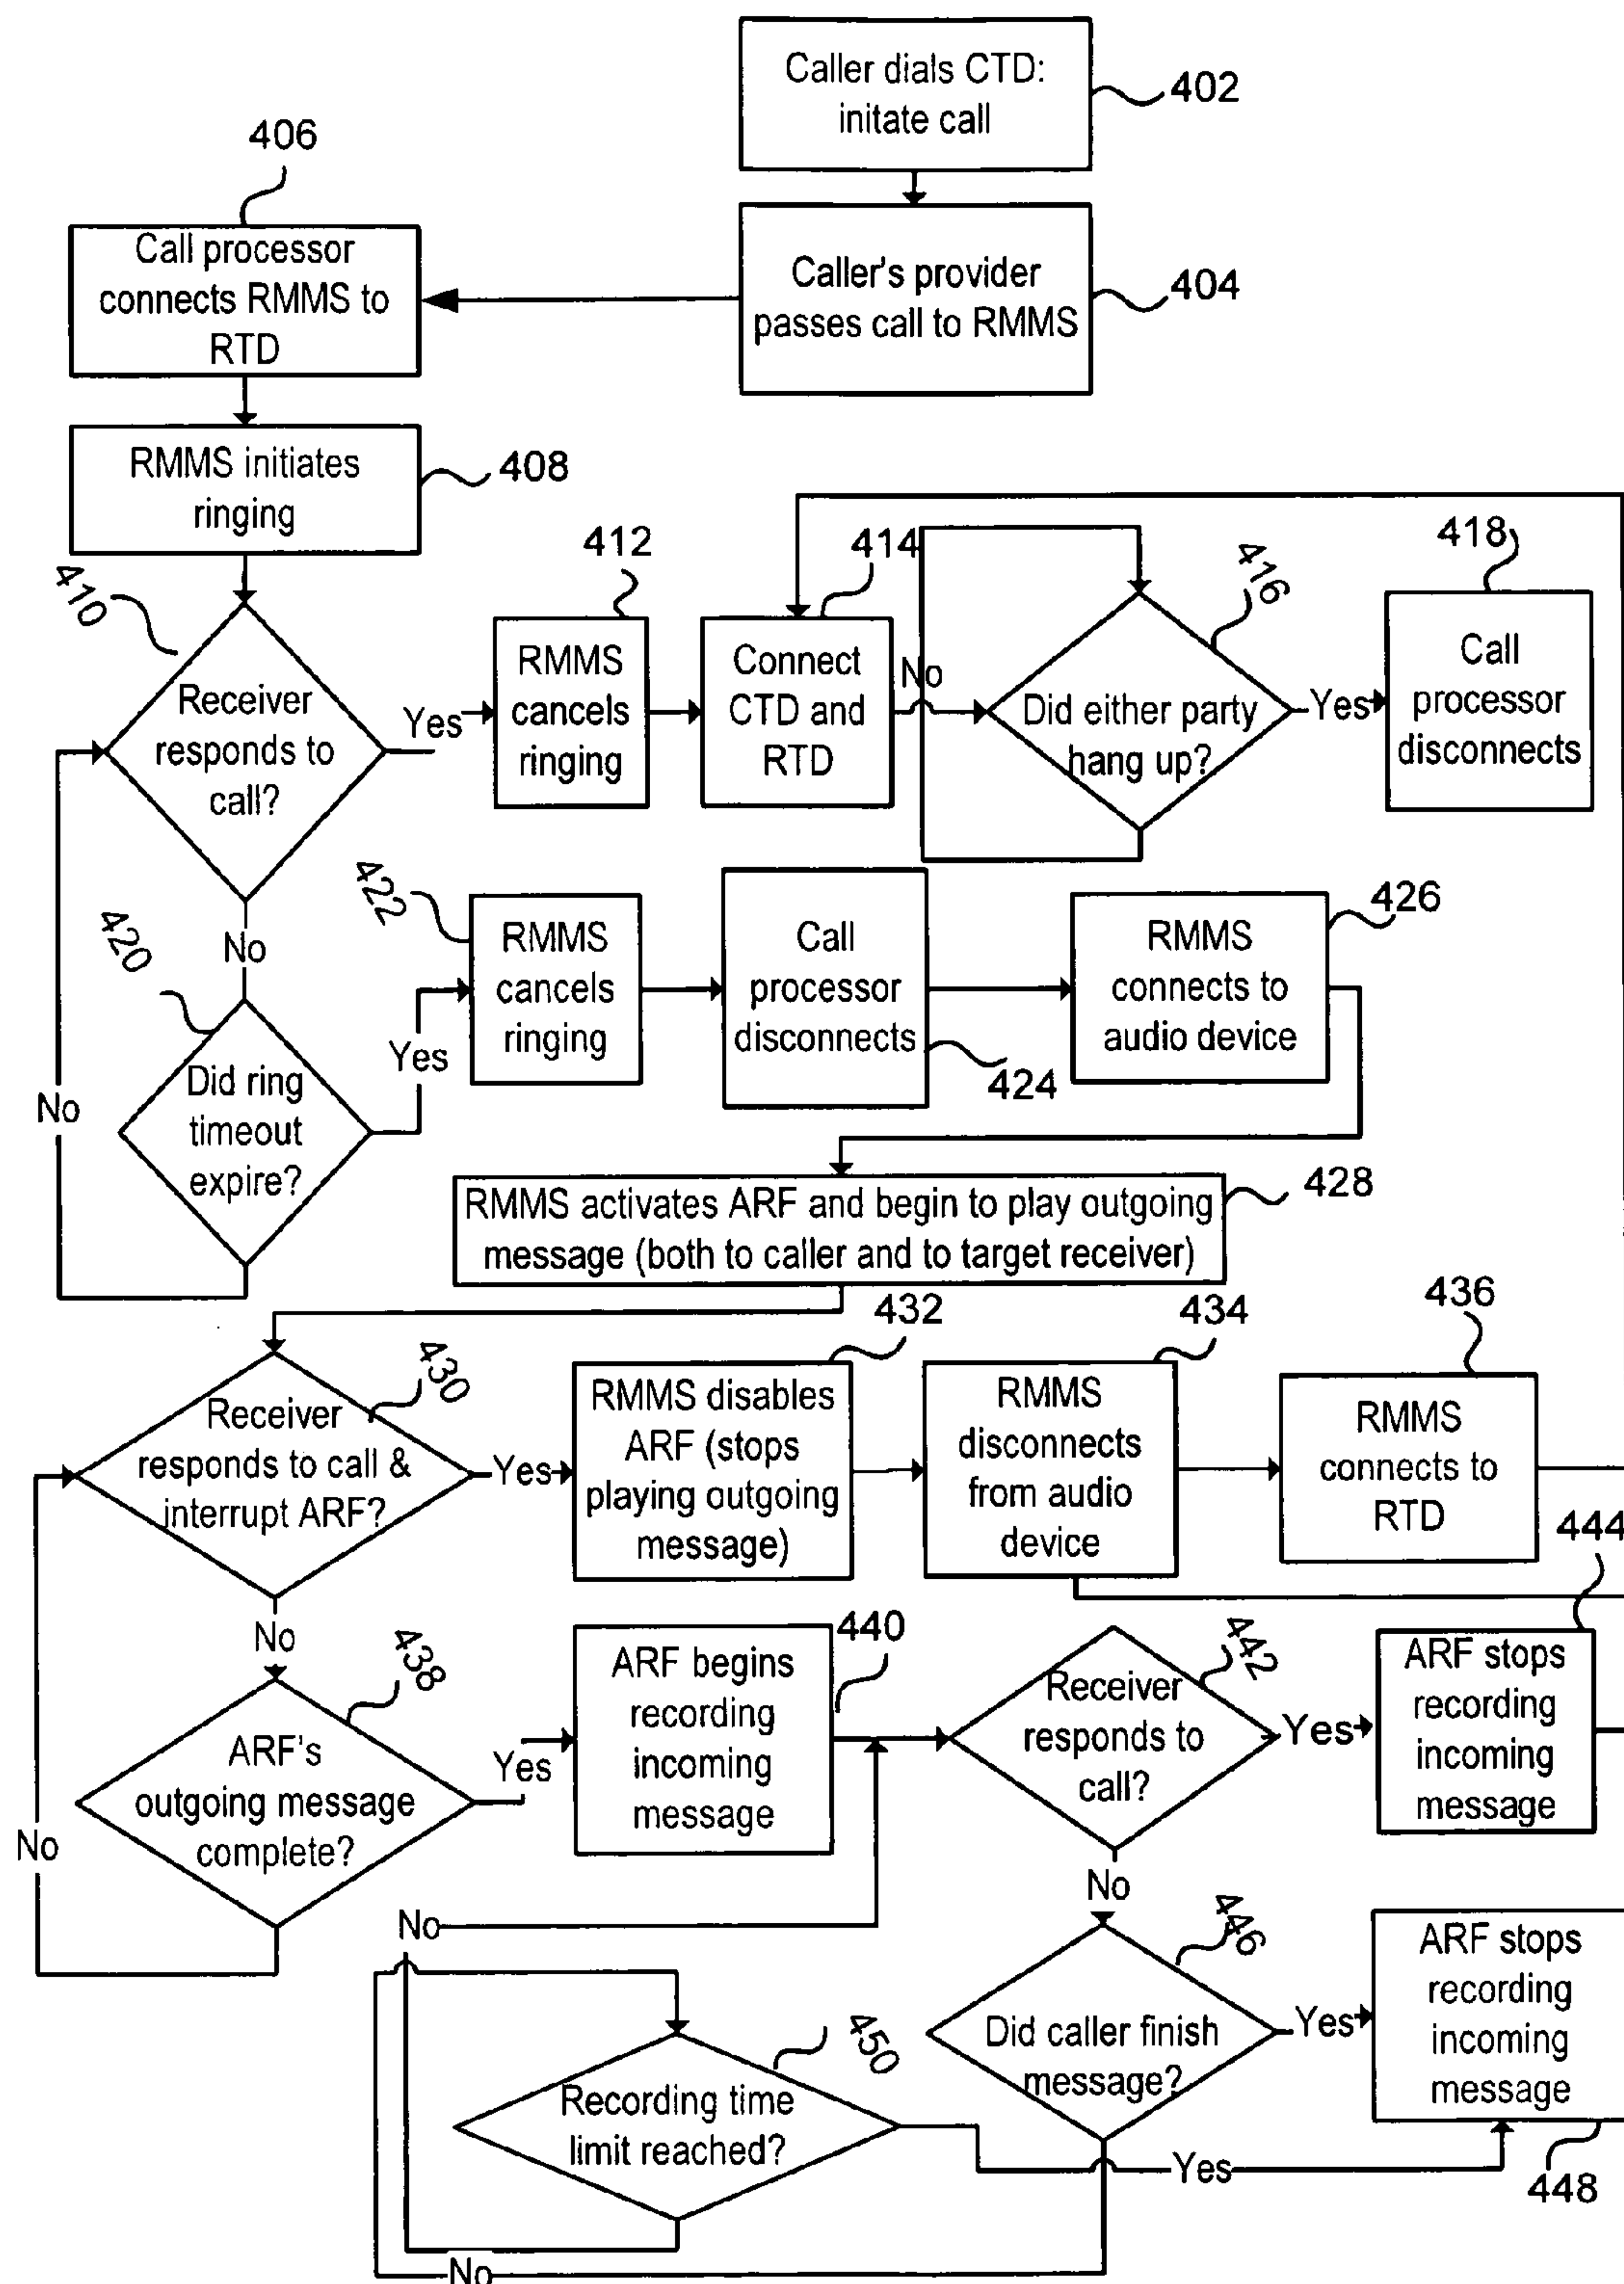 Caller dials CTD:
initate call
402
406
Call processor
connects RMMS to
RTD
Caller's provider
passes call to RMMS
404
RMMS initiates
ringing
408
410
412
414
416
418
Receiver
responds to
call?
Yes
RMMS
cancels
ringing
Connect
CTD and
RTD
No
Did either party
hang up?
Yes
Call
processor
disconnects
No
420
422
RMMS
cancels
ringing
Call
processor
disconnects
424
RMMS
connects to
audio device
426
Yes
Did ring
timeout
expire?
No
RMMS activates ARF and begin to play outgoing
message (both to caller and to target receiver)
428
430
432
434
436
Receiver
responds to call &
interrupt ARF?
Yes
RMMS disables
ARF (stops
playing outgoing
message)
RMMS
disconnects
from audio
device
RMMS
connects to
RTD
444
No
438
440
442
ARF's
outgoing message
complete?
Yes
No
ARF begins
recording
incoming
message
Receiver
responds to
call?
Yes
ARF stops
recording
incoming
message
No
No
446
450
Did caller finish
message?
Yes
ARF stops
recording
incoming
message
448
Recording time
limit reached?
Yes
No